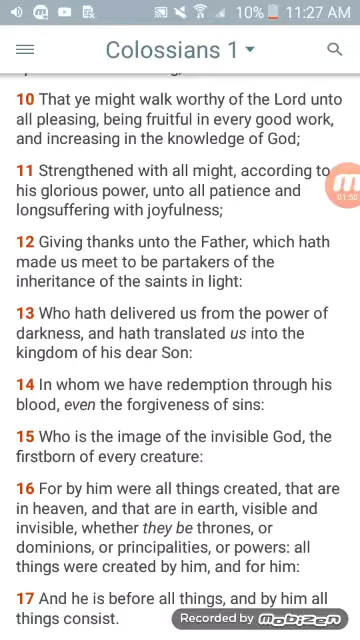 10% 11:27 AM
Colossians 1
10 That ye might walk worthy of the Lord unto
all pleasing, being fruitful in every good work,
and increasing in the knowledge of God;
11 Strengthened with all might, according to
his glorious power, unto all patience and
longsuffering with joyfulness;
01:50
12 Giving thanks unto the Father, which hath
made us meet to be partakers of the
inheritance of the saints in light:
13 Who hath delivered us from the power of
darkness, and hath translated us into the
kingdom of his dear Son:
14 In whom we have redemption through his
blood, even the forgiveness of sins:
15 Who is the image of the invisible God, the
firstborn of every creature:
16 For by him were all things created, that are
in heaven, and that are in earth, visible and
invisible, whether they be thrones, or
dominions, or principalities, or powers: all
things were created by him, and for him:
17 And he is before all things, and by him all
things consist.
Recorded by mobizen